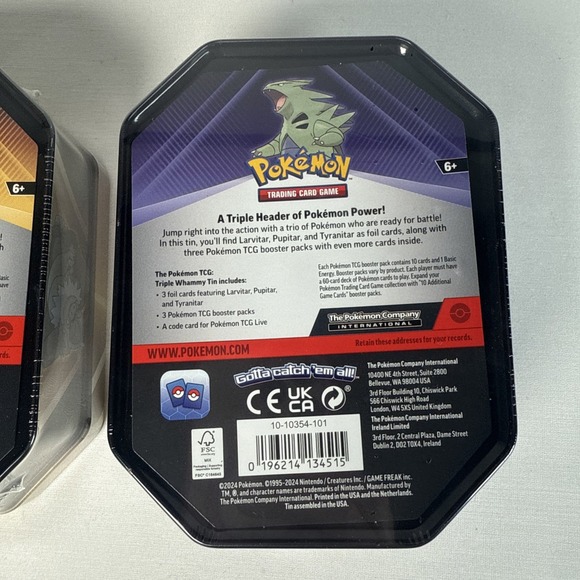 6+
POKéMON
TRADING CARD GAME
6+
A Triple Header of Pokémon Power!
Jump right into the action with a trio of Pokémon who are ready for battle!
In this tin, you'll find Larvitar, Pupitar, and Tyranitar as foil cards, along with
three Pokémon TCG booster packs with even more cards inside.
The Pokémon TCG:
Triple Whammy Tin includes:
• 3 foil cards featuring Larvitar, Pupitar,
and Tyranitar
• 3 Pokémon TCG booster packs
• A code card for Pokémon TCG Live
Each Pokémon TCG booster pack contains 10 cards and 1 Basic
Energy. Booster packs vary by product. Each player must have
a 60-card deck of Pokémon cards to play. Expand your
Pokémon Trading Card Game collection with "10 Additional
Game Cards" booster packs.
The Pokémon Company
INTERNATIONAL
Retain these addresses for your records.
WWW.POKEMON.COM
Gotta catch 'em all!
CE UK
CA
The Pokémon Company International
10400 NE 4th Street, Suite 2800
Bellevue, WA 98004 USA
3rd Floor Building 10, Chiswick Park
566 Chiswick High Road
London, W4 5XS United Kingdom
The Pokémon Company International
Ireland Limited
3rd Floor, 2 Central Plaza, Dame Street
Dublin 2, D02 T0X4, Ireland
FSC
MIX
10-10354-101
0 196214 134515
©2024 Pokémon. ©1995-2024 Nintendo / Creatures Inc. / GAME FREAK inc.
TM, ®, and character names are trademarks of Nintendo. Manufactured by
The Pokémon Company International. Printed in the USA and the Netherlands.
Tin assembled in the USA.